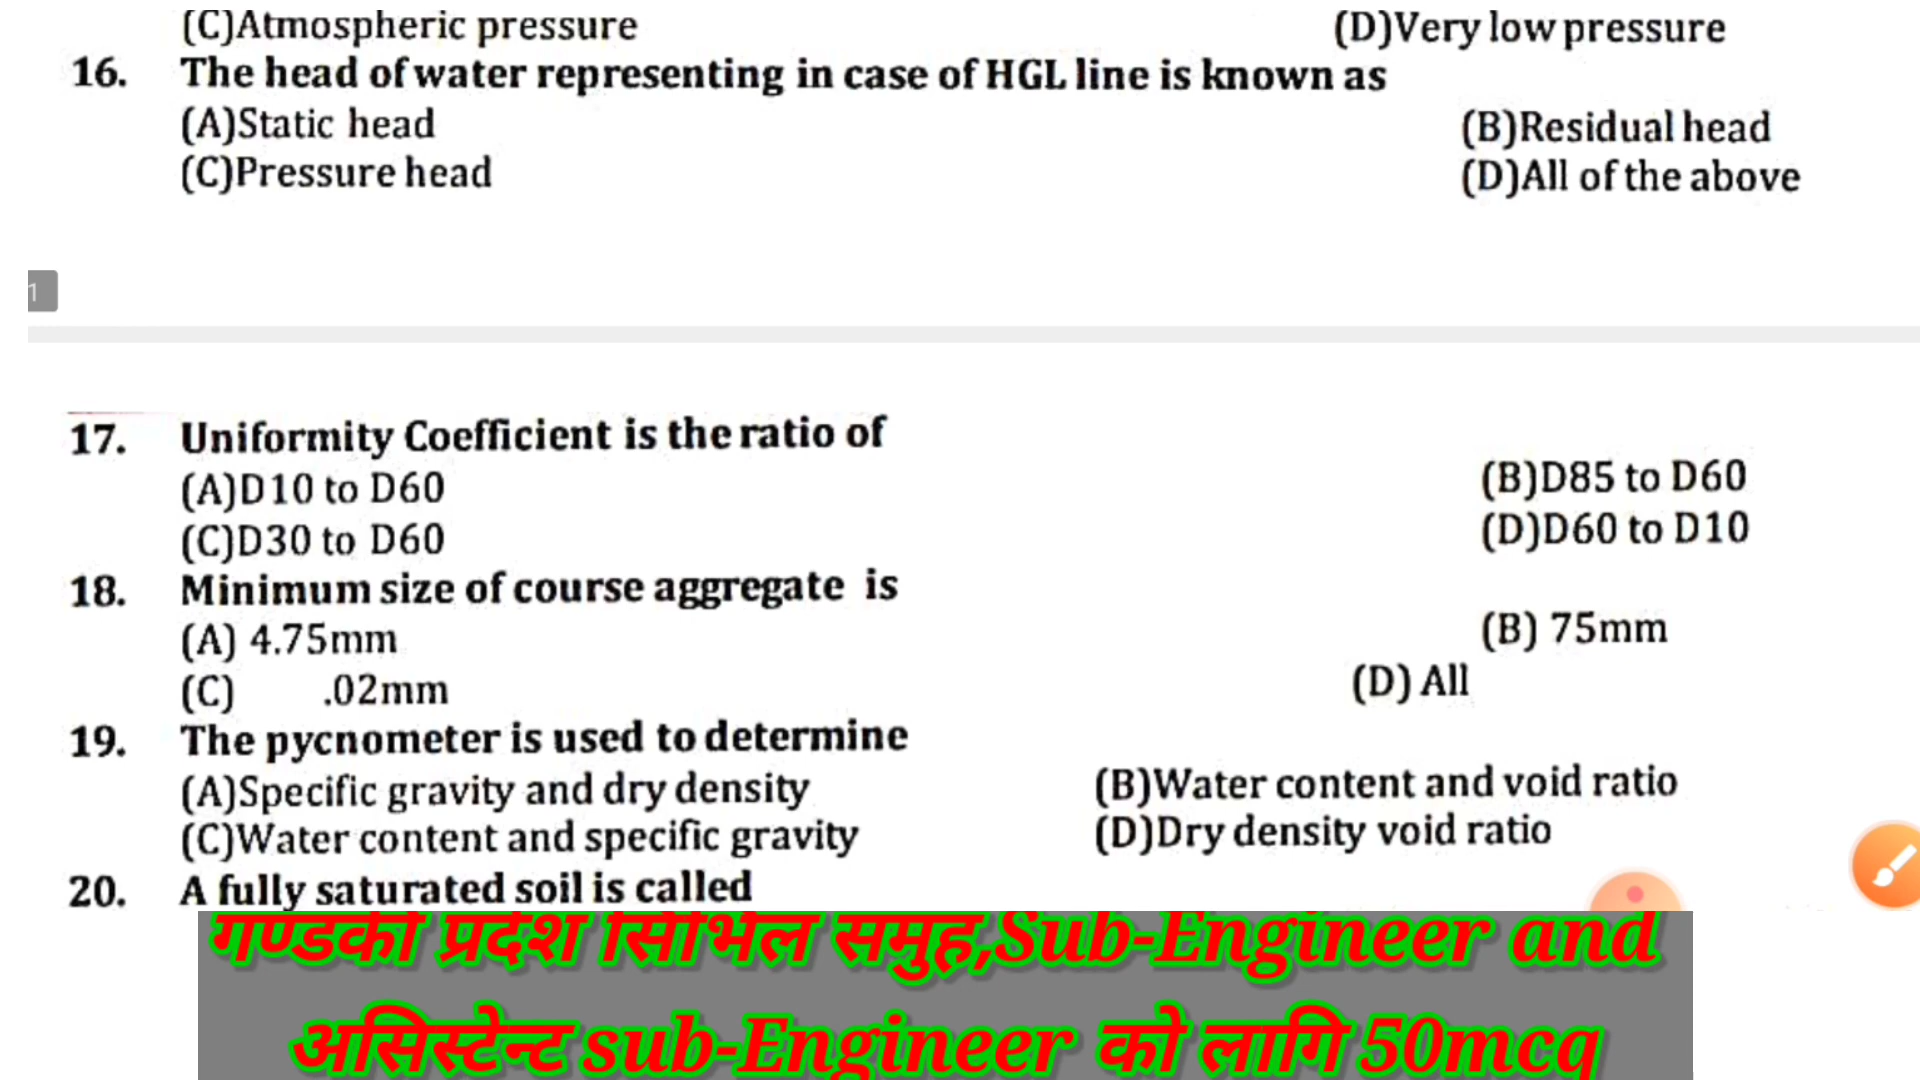 (C)Atmospheric pressure (D)Very low pressure
16. The head of water representing in case of HGL line is known as
(A)Static head (B)Residual head
(C)Pressure head (D)All of the above
1
17. Uniformity Coefficient is the ratio of
(A)D10 to D60 (B)D85 to D60
(C)D30 to D60 (D)D60 to D10
18. Minimum size of course aggregate is
(A) 4.75mm (B) 75mm
(C) .02mm (D) All
19. The pycnometer is used to determine
(A)Specific gravity and dry density (B)Water content and void ratio
(C)Water content and specific gravity (D)Dry density void ratio
20. A fully saturated soil is called
गण्डकी प्रदेश सिभिल समुह,Sub-Engineer and
असिस्टेन्ट sub-Engineer को लागि 50mcq